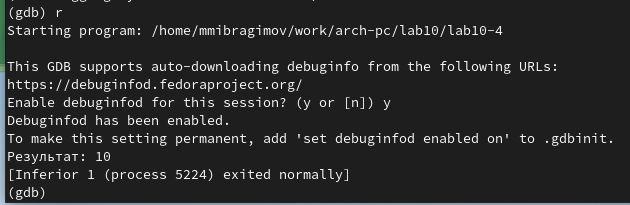 (gdb) r
Starting program: /home/mmibragimov/work/arch-pc/lab10/lab10-4
This GDB supports auto-downloading debuginfo from the following URLs:
https://debuginfod.fedoraproject.org/
Enable debuginfod for this session? (y or [n]) y
Debuginfod has been enabled.
To make this setting permanent, add 'set debuginfod enabled on' to .gdbinit.
Результат: 10
[Inferior 1 (process 5224) exited normally]
(gdb)